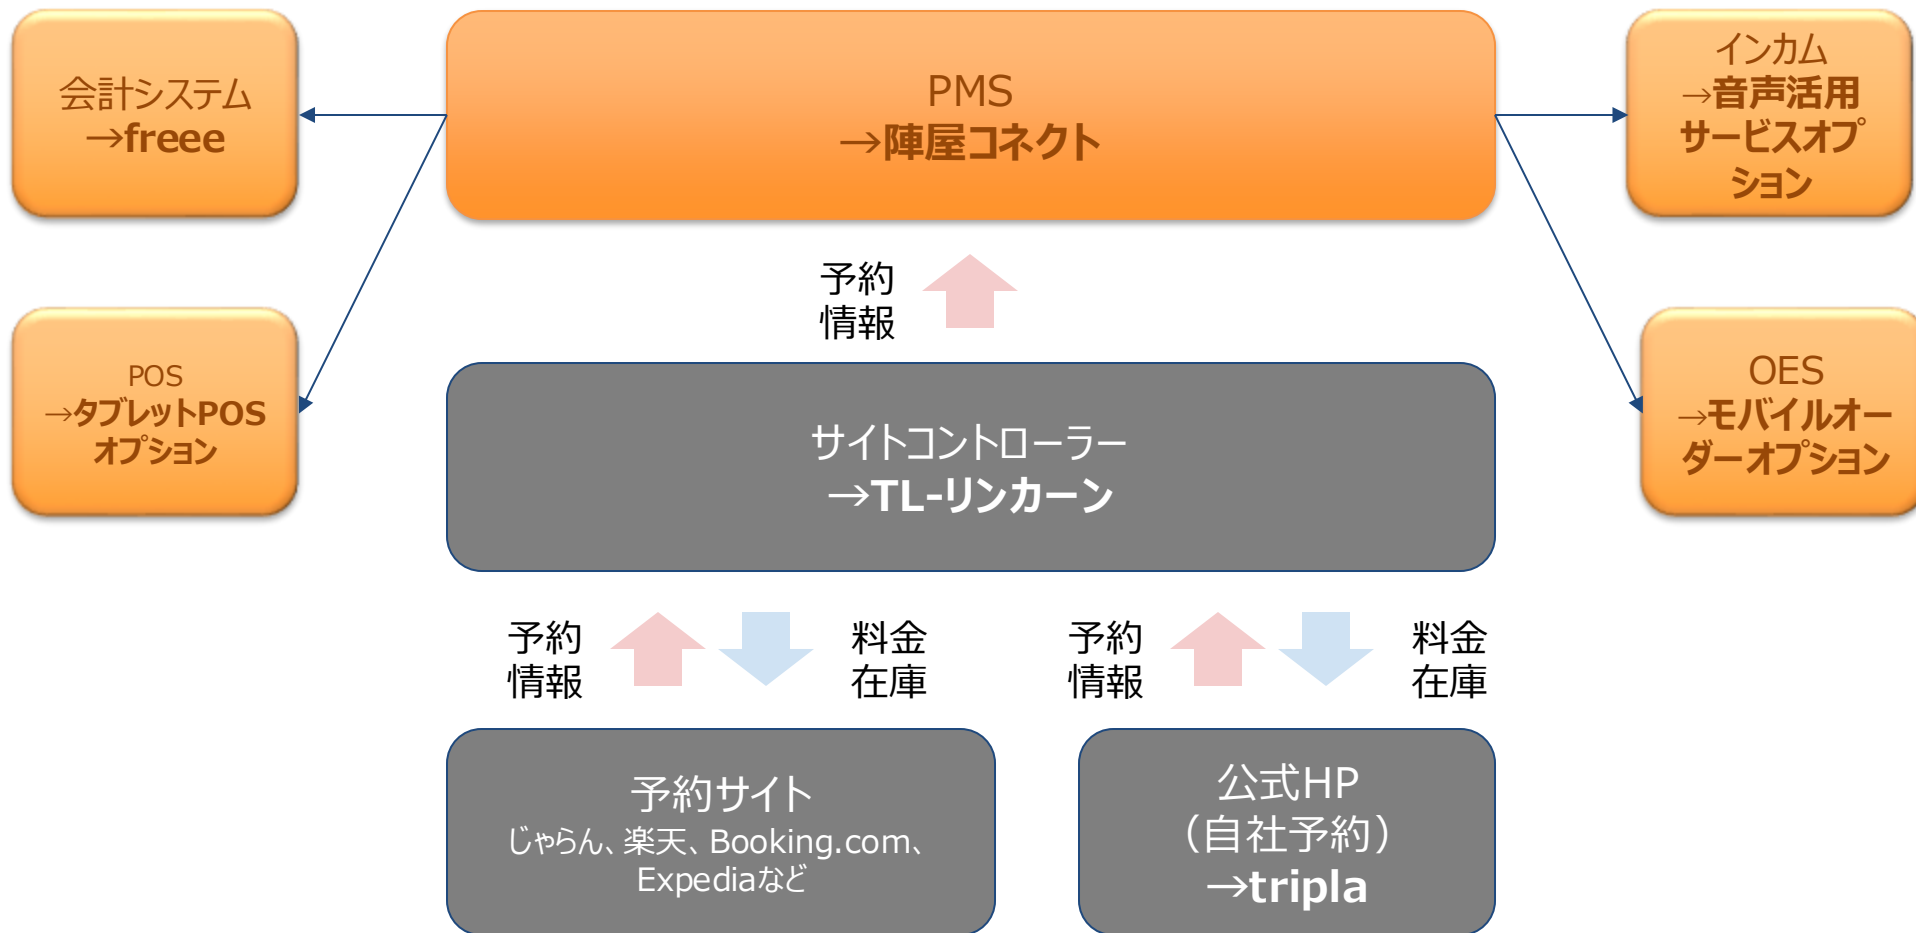 会計システム
→freee
PMS
→陣屋コネクト
インカム
→音声活用
サービスオプ
ション
予約
情報
POS
→タブレットPOS
オプション
サイトコントローラー
→TL-リンカーン
OES
→モバイルオー
ダーオプション
予約
情報
料金
在庫
予約
情報
料金
在庫
予約サイト
じゃらん、楽天、Booking.com、
Expediaなど
公式HP
（自社予約）
→tripla